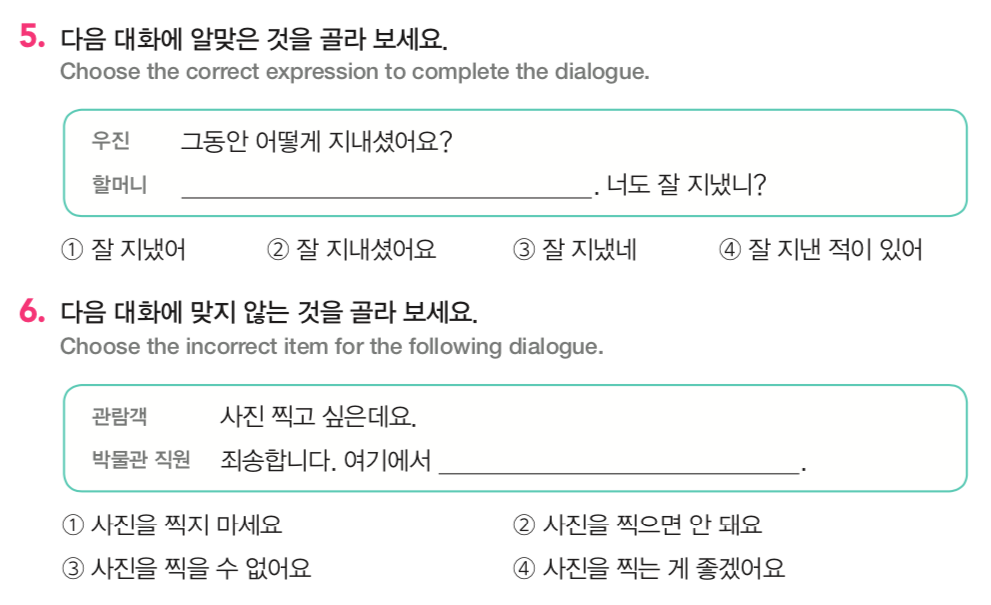 5. 다음 대화에 알맞은 것을 골라 보세요.
Choose the correct expression to complete the dialogue.
우진 그동안 어떻게 지내셨어요?
할머니 ______________________________. 너도 잘 지냈니?
① 잘 지냈어 ② 잘 지내셨어요 ③ 잘 지냈네 ④ 잘 지낸 적이 있어
6. 다음 대화에 맞지 않는 것을 골라 보세요.
Choose the incorrect item for the following dialogue.
관람객 사진 찍고 싶은데요.
박물관 직원 죄송합니다. 여기에서 ______________________________.
① 사진을 찍지 마세요 ② 사진을 찍으면 안 돼요
③ 사진을 찍을 수 없어요 ④ 사진을 찍는 게 좋겠어요